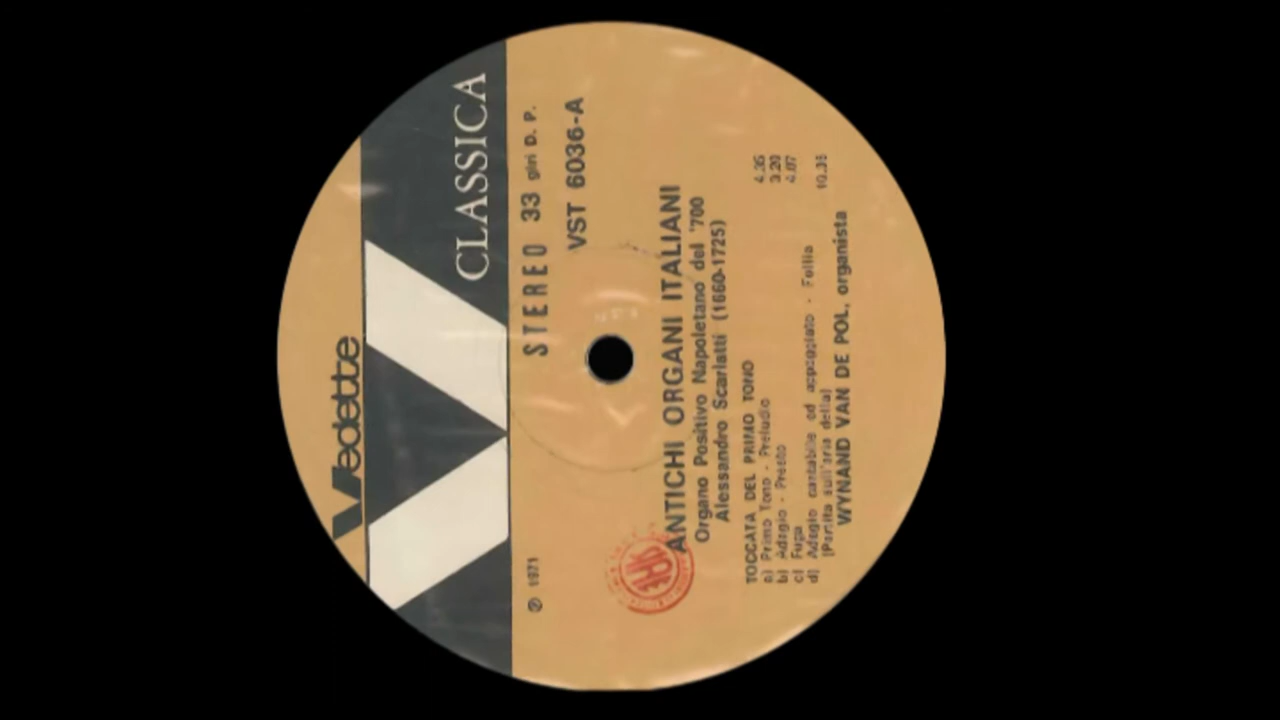 Vedette
CLASSICA
STEREO 33 giri D. P.
VST 6036-A
℗ 1971
ANTICHI ORGANI ITALIANI
Organo Positivo Napoletano del '700
Alessandro Scarlatti (1660-1725)
TOCCATA DEL PRIMO TONO
a) Primo Tono - Preludio 4.35
b) Adagio - Presto 3.20
c) Fuga 4.07
d) Adagio cantabile ed appoggiato - Follia
(Partita sull'aria della) 10.35
WYNAND VAN DE POL, organista